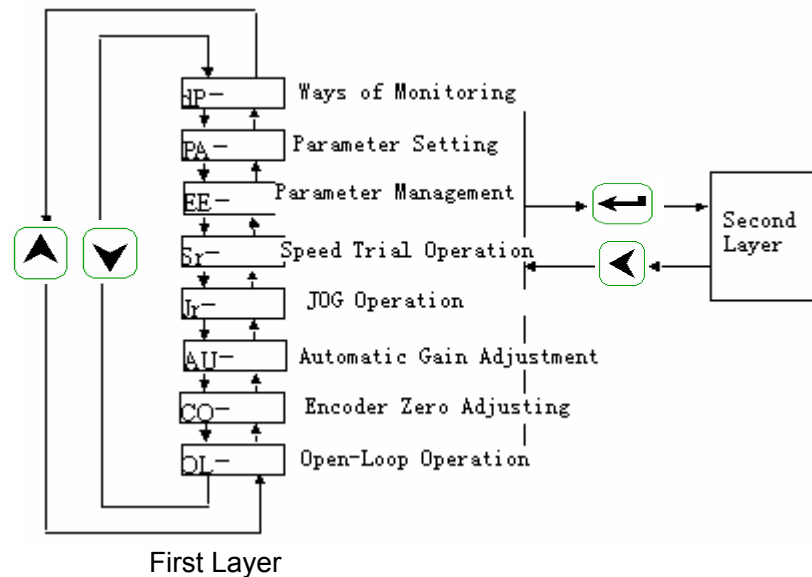 dP- Ways of Monitoring
PA- Parameter Setting
EE- Parameter Management
Sr- Speed Trial Operation
Jr- JOG Operation
AU- Automatic Gain Adjustment
CO- Encoder Zero Adjusting
OL- Open-Loop Operation
Second
Layer
First Layer